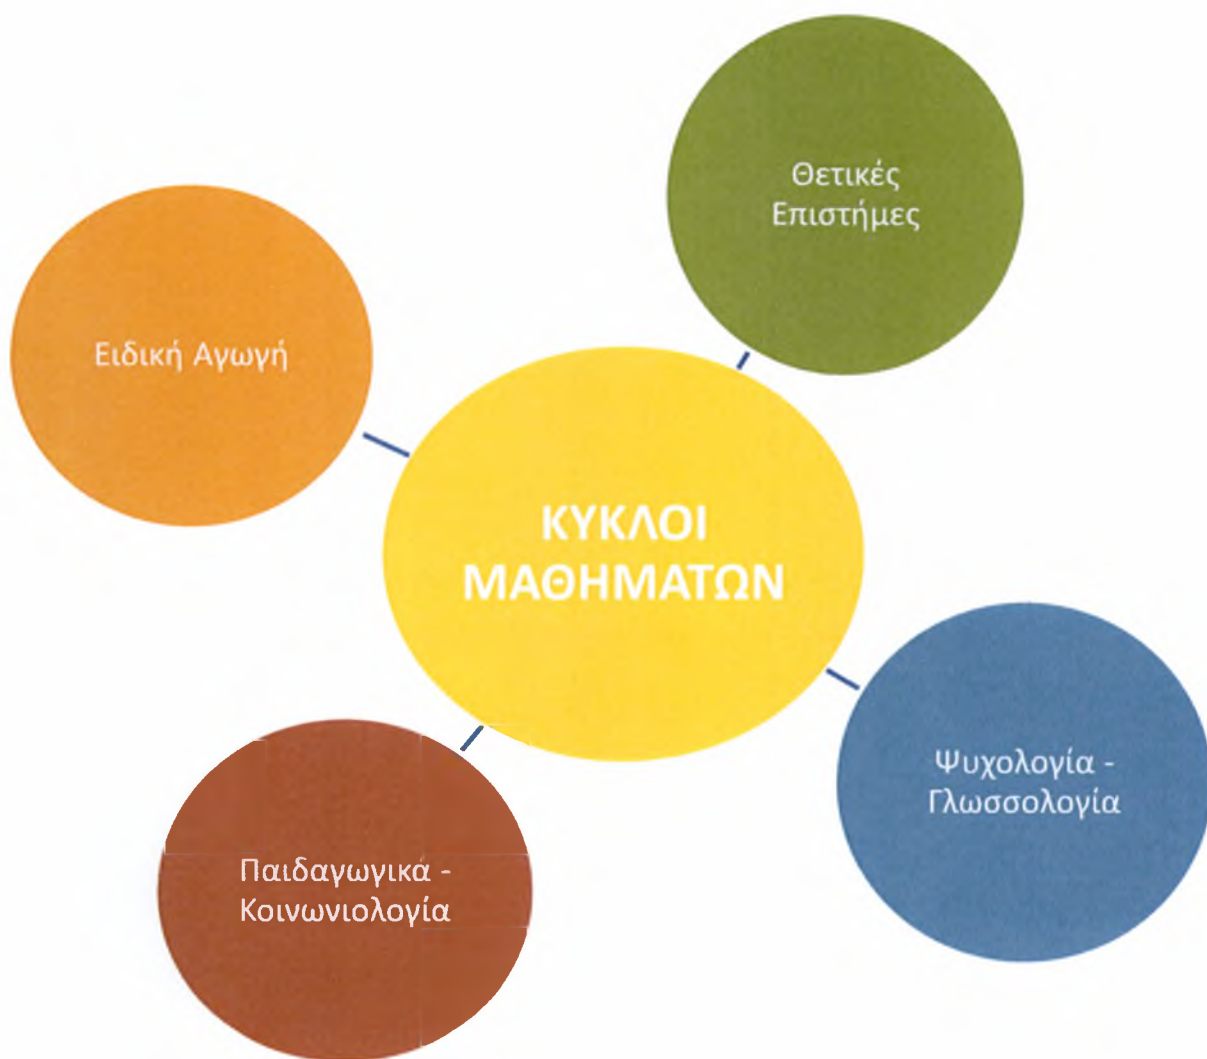 Θετικές
Επιστήμες
Ειδική Αγωγή
ΚΥΚΛΟΙ
ΜΑΘΗΜΑΤΩΝ
Ψυχολογία -
Γλωσσολογία
Παιδαγωγικά -
Κοινωνιολογία